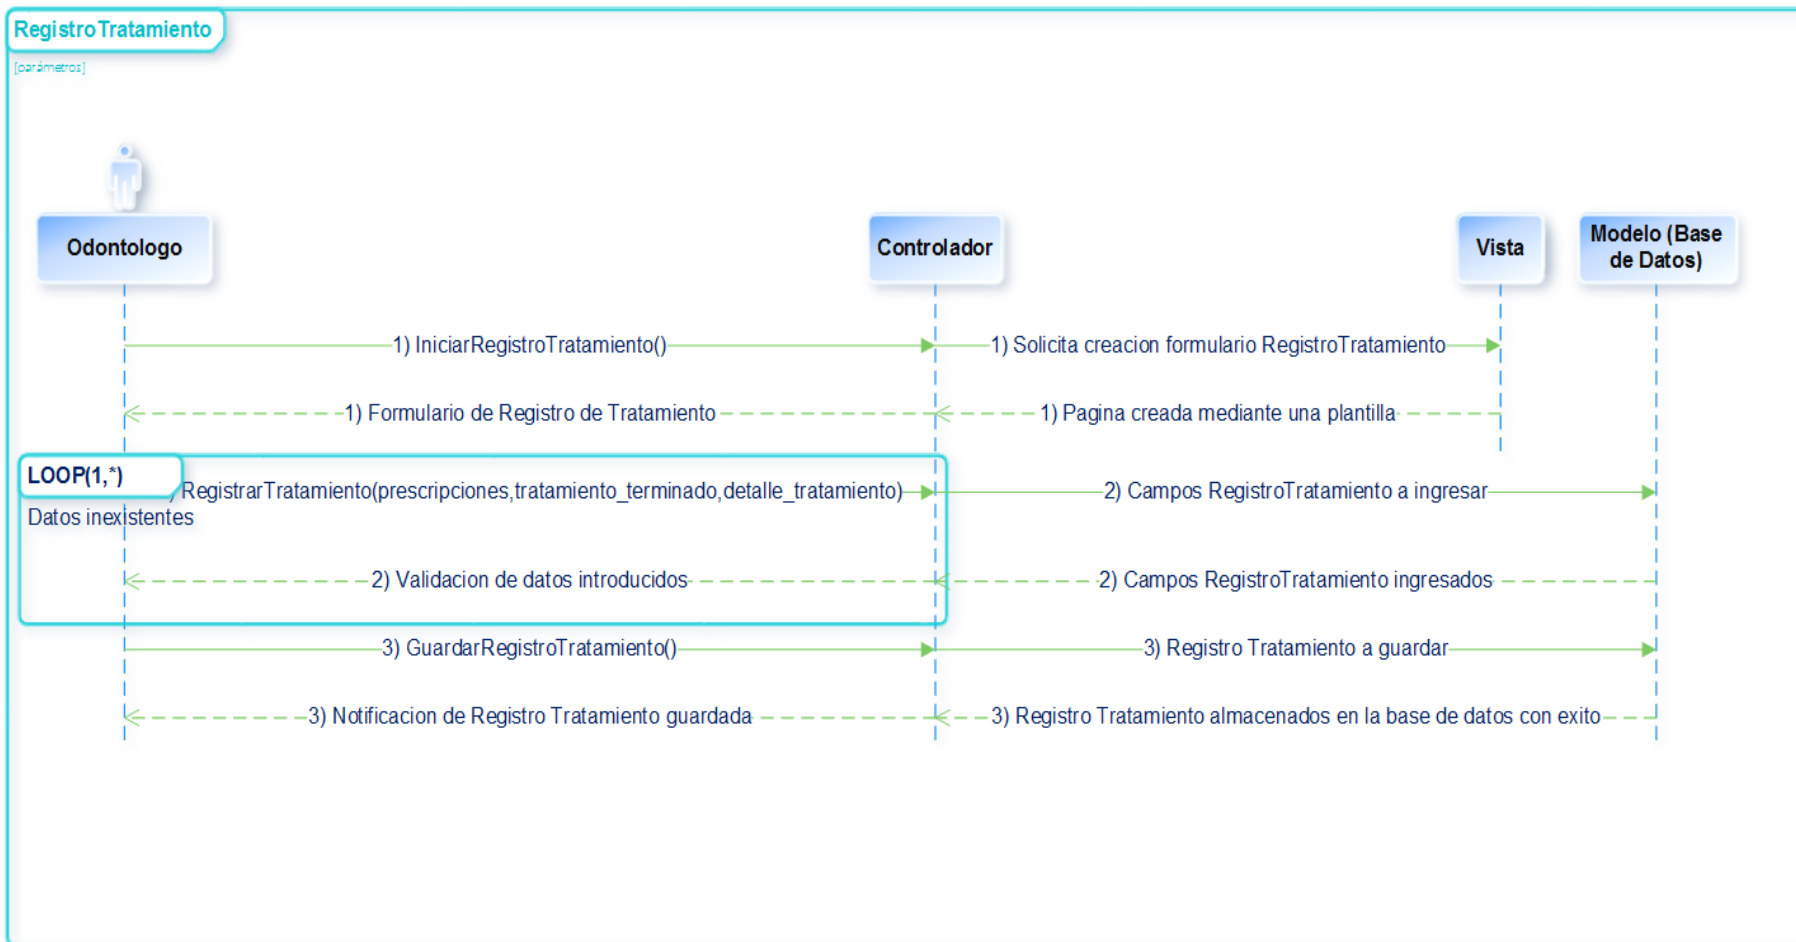 RegistroTratamiento
[parámetros]
Odontologo
Controlador
Vista
Modelo (Base
de Datos)
1) IniciarRegistroTratamiento()
1) Solicita creacion formulario RegistroTratamiento
1) Formulario de Registro de Tratamiento
1) Pagina creada mediante una plantilla
LOOP(1,*)
) RegistrarTratamiento(prescripciones,tratamiento_terminado,detalle_tratamiento)
2) Campos RegistroTratamiento a ingresar
Datos inexistentes
2) Validacion de datos introducidos
2) Campos RegistroTratamiento ingresados
3) GuardarRegistroTratamiento()
3) Registro Tratamiento a guardar
3) Notificacion de Registro Tratamiento guardada
3) Registro Tratamiento almacenados en la base de datos con exito